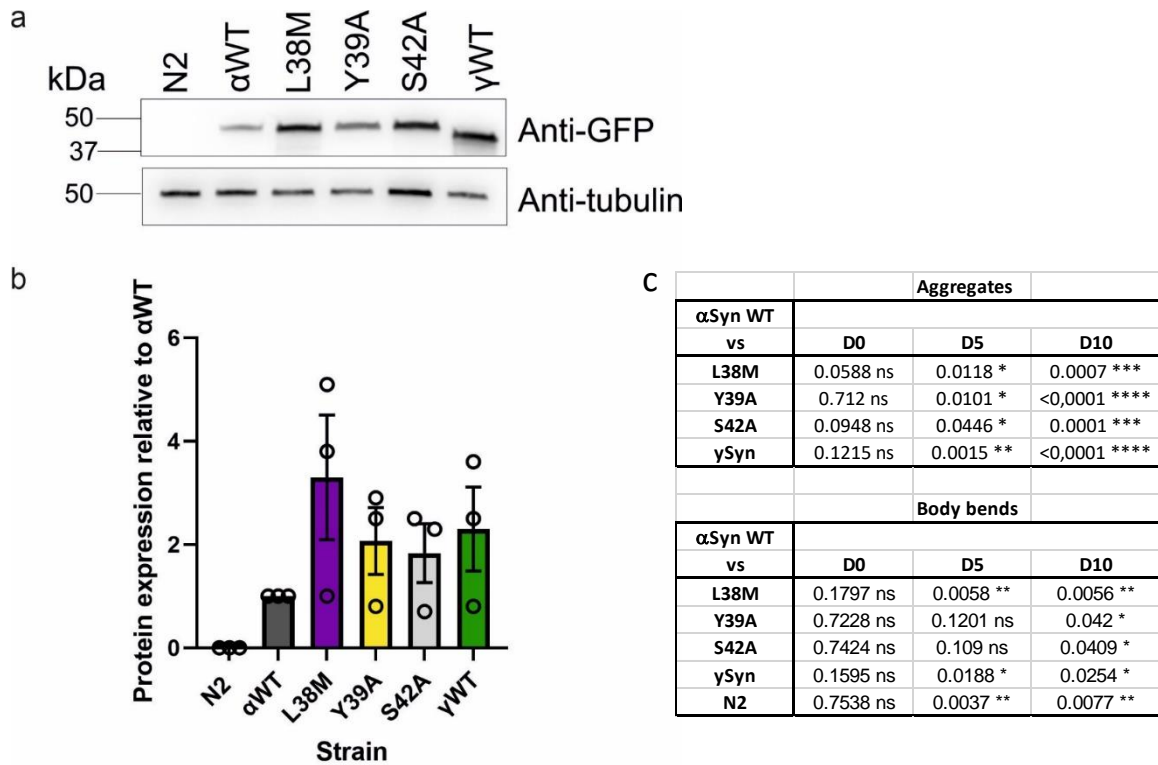 a
N2 αWT L38M Y39A S42A γWT
kDa
50
37
Anti-GFP
50
Anti-tubulin
b
Protein expression relative to αWT
6
4
2
0
N2 αWT L38M Y39A S42A γWT
Strain
C
Aggregates
αSyn WT
vs D0 D5 D10
L38M 0.0588 ns 0.0118 * 0.0007 ***
Y39A 0.712 ns 0.0101 * <0,0001 ****
S42A 0.0948 ns 0.0446 * 0.0001 ***
ySyn 0.1215 ns 0.0015 ** <0,0001 ****
Body bends
αSyn WT
vs D0 D5 D10
L38M 0.1797 ns 0.0058 ** 0.0056 **
Y39A 0.7228 ns 0.1201 ns 0.042 *
S42A 0.7424 ns 0.109 ns 0.0409 *
ySyn 0.1595 ns 0.0188 * 0.0254 *
N2 0.7538 ns 0.0037 ** 0.0077 **